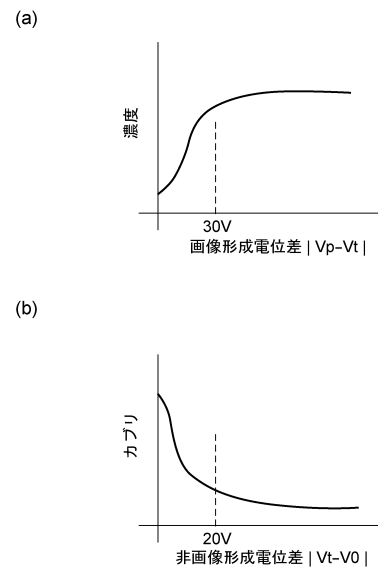 (a)
濃度
30V
画像形成電位差 | Vp-Vt |
(b)
カブリ
20V
非画像形成電位差 | Vt-V0 |